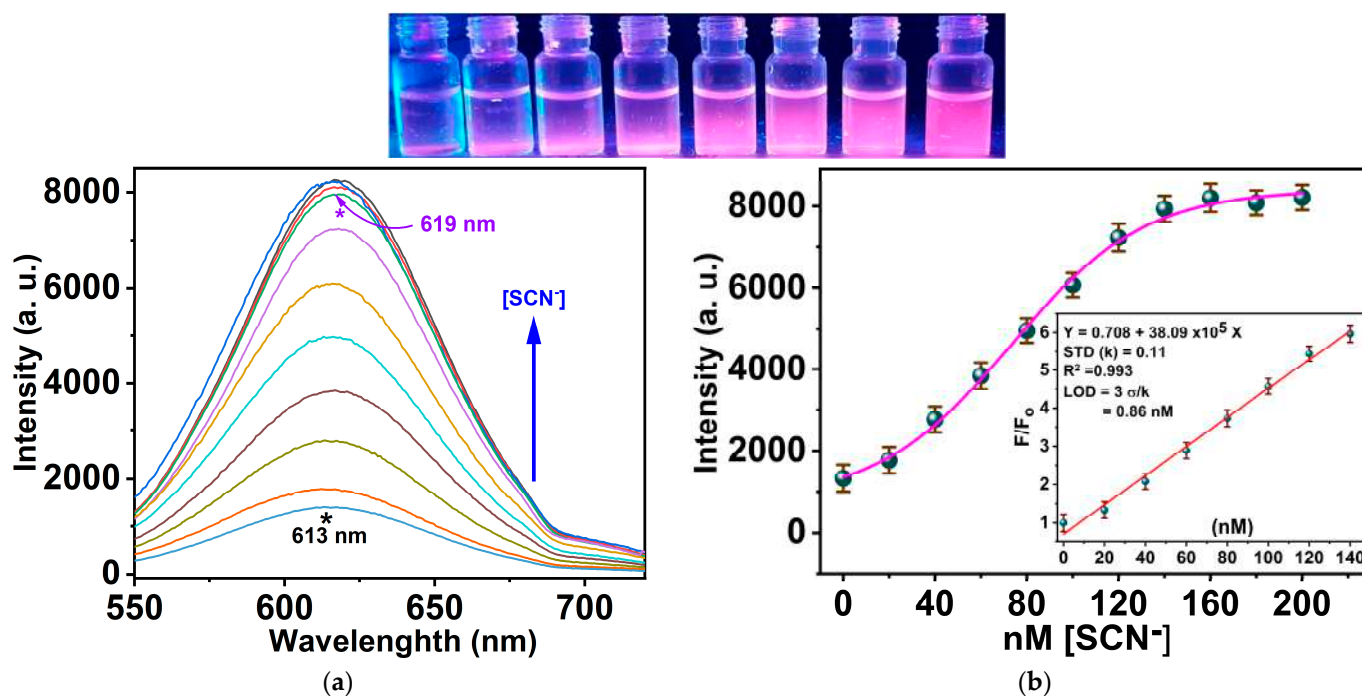 8000
6000
4000
2000
0
Intensity (a. u.)
550
600
650
700
Wavelenghth (nm)
*
619 nm
[SCN⁻]
*
613 nm
(a)
8000
6000
4000
2000
0
Intensity (a. u.)
0
40
80
120
160
200
nM [SCN⁻]
Y = 0.708 + 38.09 x10⁵ X
STD (k) = 0.11
R² =0.993
LOD = 3 σ/k
= 0.86 nM
6
5
4
3
2
1
F/Fₒ
(nM)
0 20 40 60 80 100 120 140
(b)